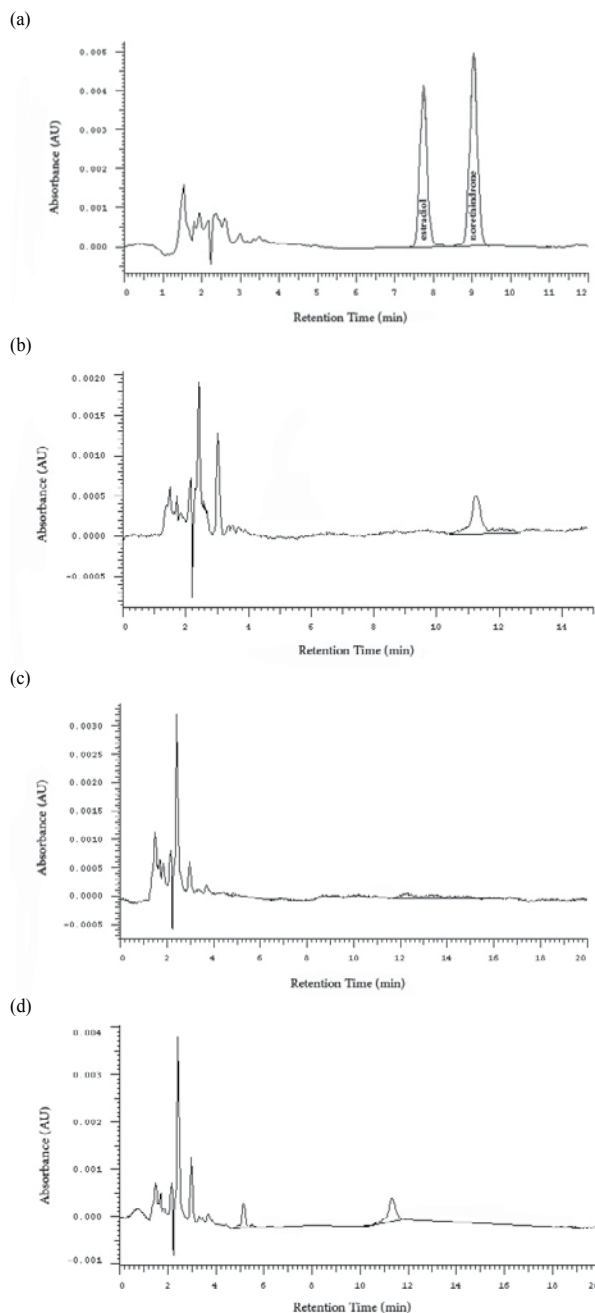 (a)
Absorbance (AU)
0.005
0.004
0.003
0.002
0.001
0.000
estradiol
norethindrone
0 1 2 3 4 5 6 7 8 9 10 11 12
Retention Time (min)
(b)
Absorbance (AU)
0.0020
0.0015
0.0010
0.0005
0.0000
-0.0005
0 2 4 6 8 10 12 14
Retention Time (min)
(c)
Absorbance (AU)
0.0030
0.0025
0.0020
0.0015
0.0010
0.0005
0.0000
-0.0005
0 2 4 6 8 10 12 14 16 18 20
Retention Time (min)
(d)
Absorbance (AU)
0.004
0.003
0.002
0.001
0.000
-0.001
0 2 4 6 8 10 12 14 16 18 20
Retention Time (min)